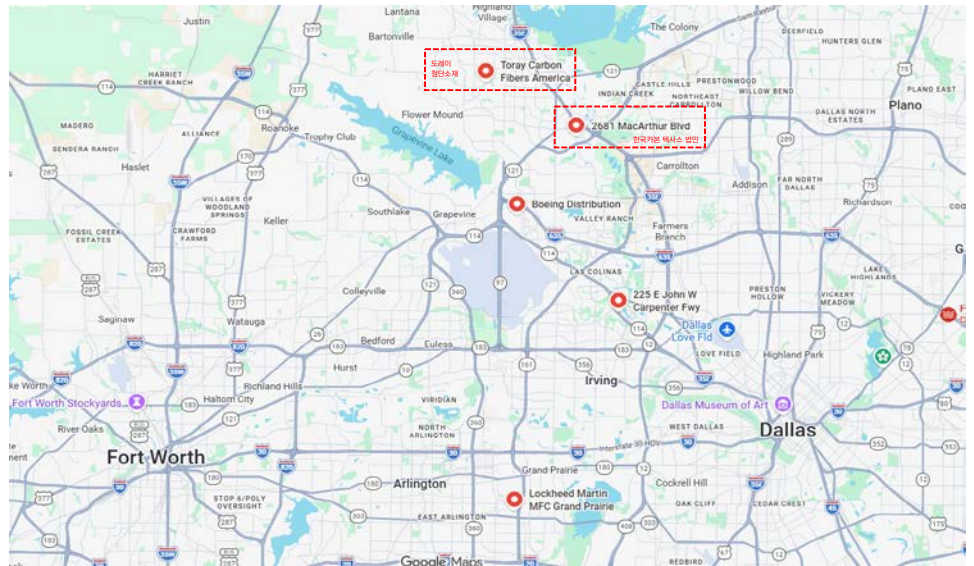 Justin
Lantana
Highland
Village
Bartonville
The Colony
Sam Rayburn
DEERFIELD
HUNTERS GLEN
HARRIET
CREEK RANCH
도레이
첨단소재
Toray Carbon
Fibers America
CASTLE HILLS
PRESTONWOOD
WILLOW BEND
PLANO EAST
INDIAN CREEK
NORTHEAST
CARROLLTON
Plano
MADERO
ALLIANCE
Roanoke
Trophy Club
Flower Mound
2681 MacArthur Blvd
한국카본 텍사스 법인
DALLAS NORTH
ESTATES
SENDERA RANCH
Haslet
Grapevine Lake
Carrollton
Addison
FAR NORTH
DALLAS
Richardson
VILLAGES OF
WOODLAND
SPRINGS
Keller
Southlake
Grapevine
Boeing Distribution
VALLEY RANCH
Farmers
Branch
FOSSIL CREEK
ESTATES
CRAWFORD
FARMS
LAS COLINAS
LAKE
HIGHLANDS
Colleyville
225 E John W
Carpenter Fwy
PRESTON
HOLLOW
VICKERY
MEADOW
Saginaw
Watauga
Bedford
Euless
Dallas
Love Fld
LOVE FIELD
Highland Park
Hurst
Richland Hills
Irving
Fort Worth Stockyards...
Haltom City
VIRIDIAN
Dallas Museum of Art
River Oaks
NORTH
ARLINGTON
WEST DALLAS
Dallas
Interstate 30 HOV
Fort Worth
Grand Prairie
Cockrell Hill
STOP 6/POLY
OVERSIGHT
Arlington
Lockheed Martin
MFC Grand Prairie
OAK CLIFF
CEDAR CREST
EAST ARLINGTON
Google Maps
REDBIRD